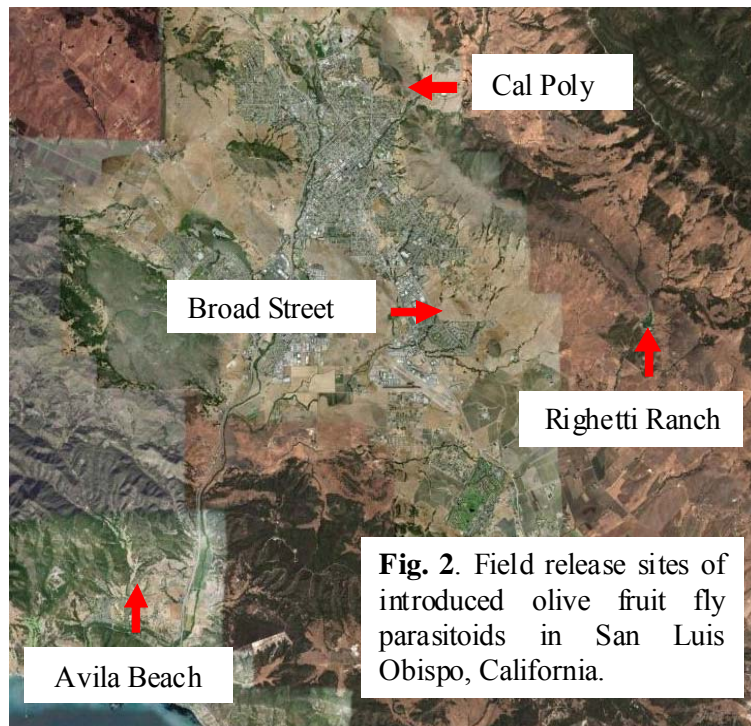 Cal Poly
Broad Street
Righetti Ranch
Fig. 2. Field release sites of
introduced olive fruit fly
parasitoids in San Luis
Obispo, California.
Avila Beach